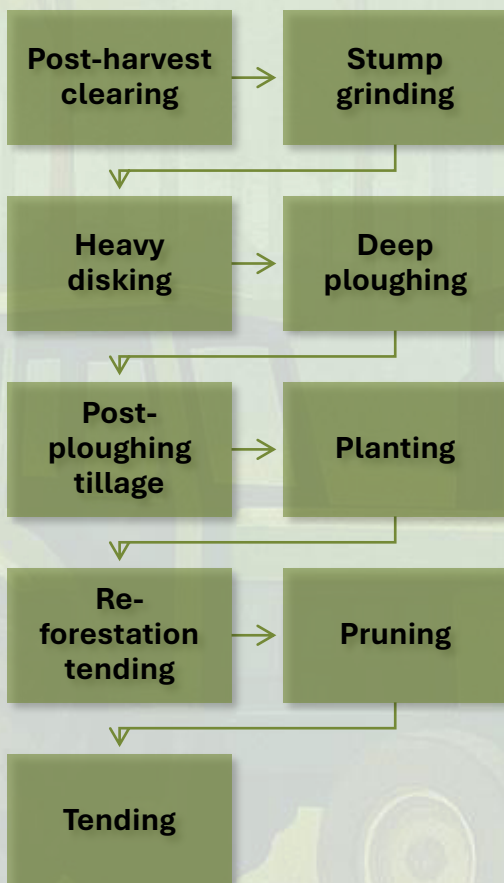 Post-harvest
clearing
Stump
grinding
Heavy
disking
Deep
ploughing
Post-
ploughing
tillage
Planting
Re-
forestation
tending
Pruning
Tending